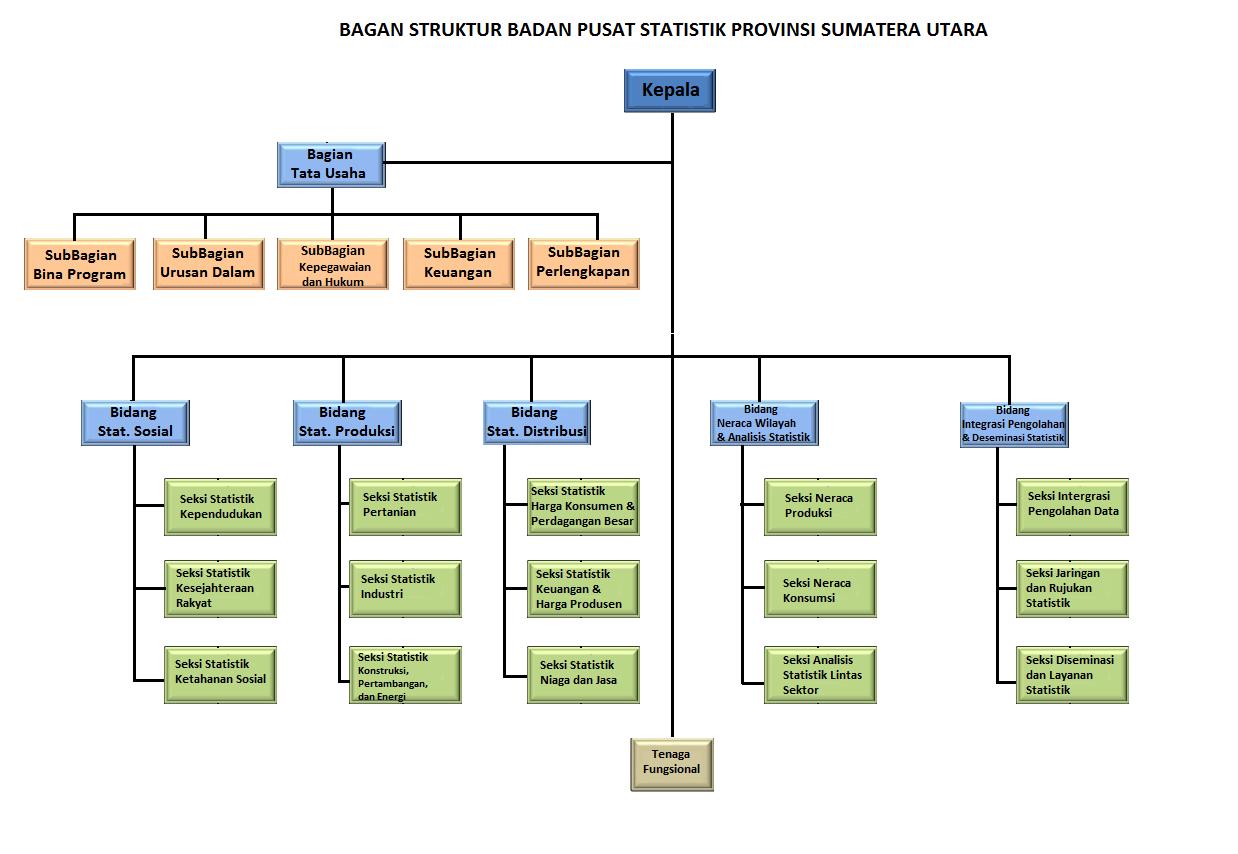 BAGAN STRUKTUR BADAN PUSAT STATISTIK PROVINSI SUMATERA UTARA
Kepala
Bagian
Tata Usaha
SubBagian
Bina Program
SubBagian
Urusan Dalam
SubBagian
Kepegawaian
dan Hukum
SubBagian
Keuangan
SubBagian
Perlengkapan
Bidang
Stat. Sosial
Bidang
Stat. Produksi
Bidang
Stat. Distribusi
Bidang
Neraca Wilayah
& Analisis Statistik
Bidang
Integrasi Pengolahan
& Deseminasi Statistik
Seksi Statistik
Kependudukan
Seksi Statistik
Pertanian
Seksi Statistik
Harga Konsumen &
Perdagangan Besar
Seksi Neraca
Produksi
Seksi Intergrasi
Pengolahan Data
Seksi Statistik
Kesejahteraan
Rakyat
Seksi Statistik
Industri
Seksi Statistik
Keuangan &
Harga Produsen
Seksi Neraca
Konsumsi
Seksi Jaringan
dan Rujukan
Statistik
Seksi Statistik
Ketahanan Sosial
Seksi Statistik
Konstruksi,
Pertambangan,
dan Energi
Seksi Statistik
Niaga dan Jasa
Seksi Analisis
Statistik Lintas
Sektor
Seksi Diseminasi
dan Layanan
Statistik
Tenaga
Fungsional